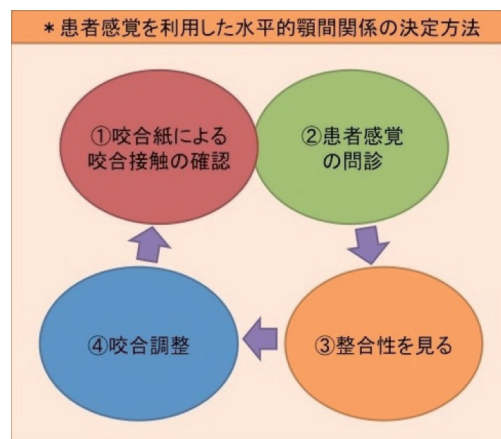 ＊患者感覚を利用した水平的顎間関係の決定方法
①咬合紙による
咬合接触の確認
②患者感覚
の問診
③整合性を見る
④咬合調整